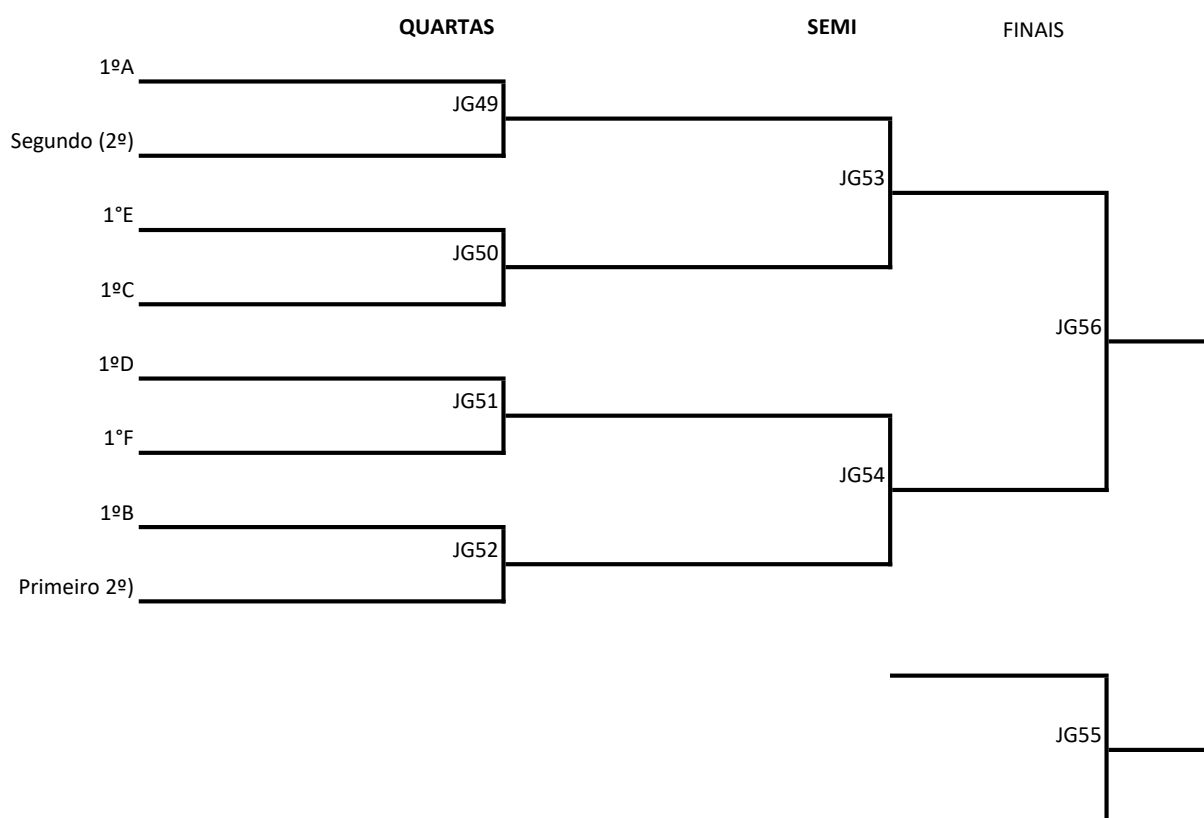 QUARTAS SEMI FINAIS
1ºA
JG49
Segundo (2º)
JG53
1°E
JG50
1ºC
JG56
1ºD
JG51
1°F
JG54
1ºB
JG52
Primeiro 2º)
JG55